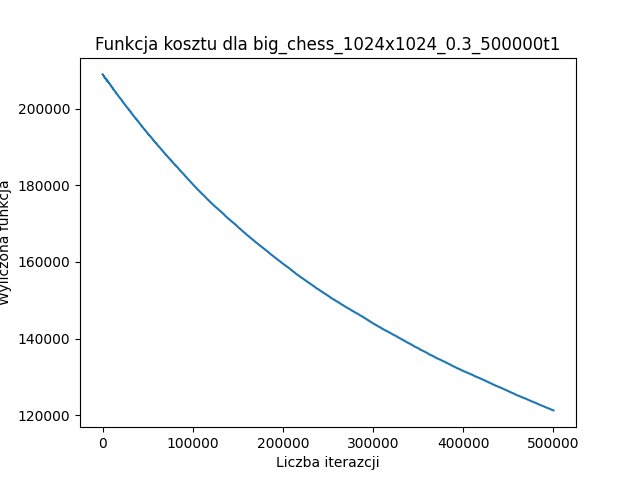 Funkcja kosztu dla big_chess_1024x1024_0.3_500000t1
200000
180000
160000
140000
120000
Wyliczona funkcja
0 100000 200000 300000 400000 500000
Liczba iterazcji